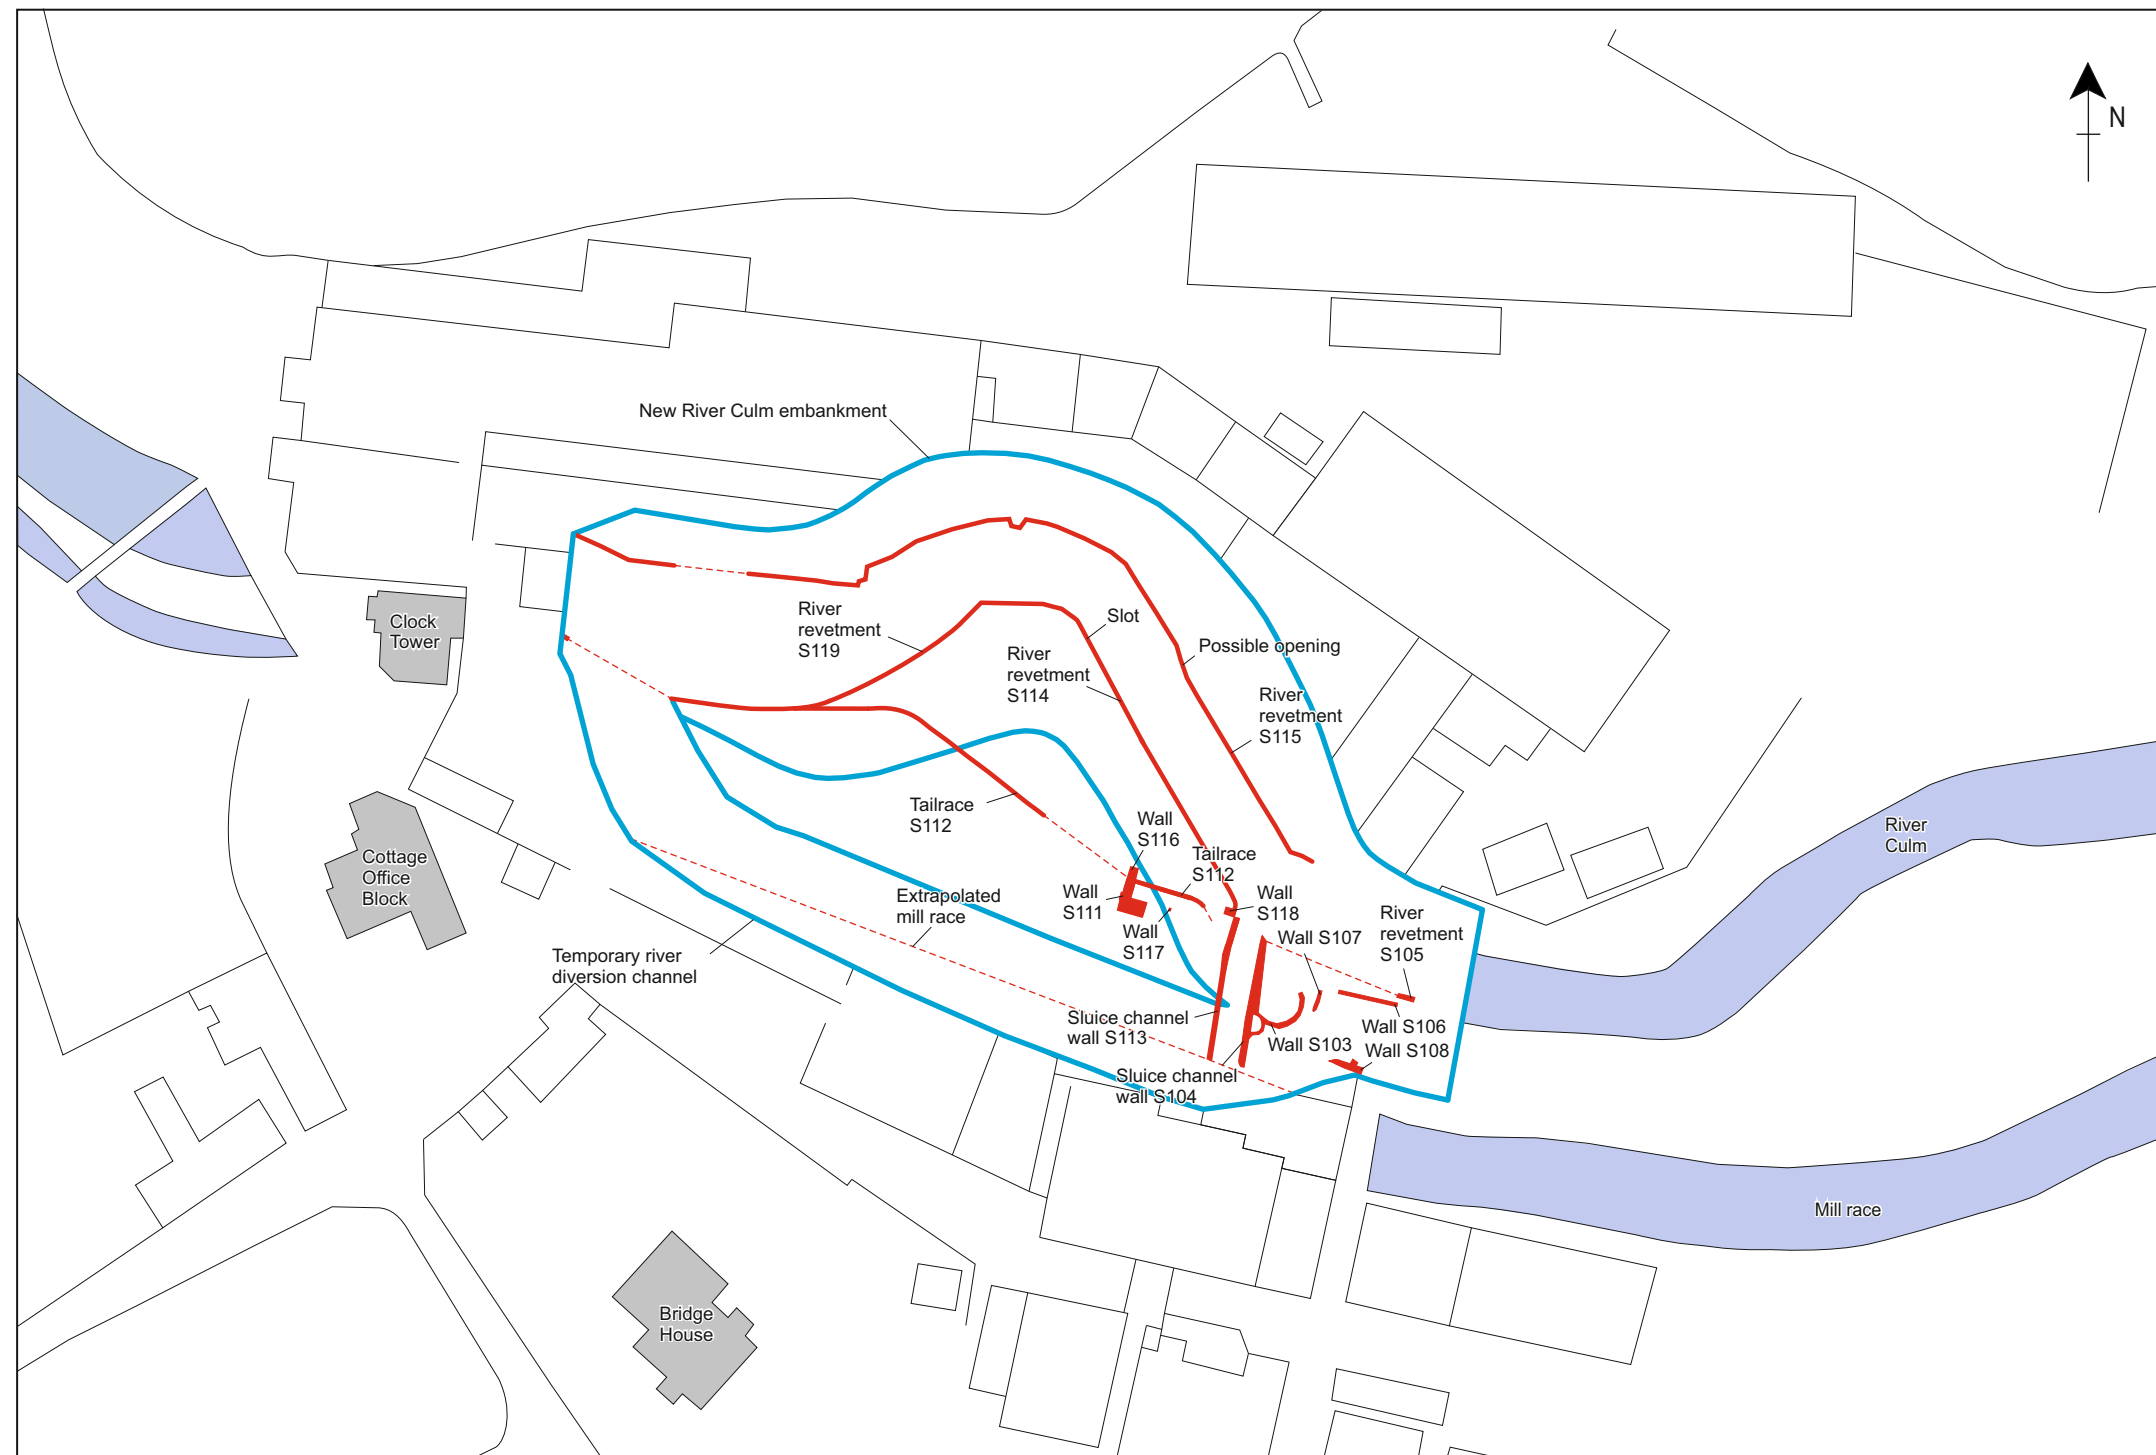 N
New River Culm embankment
Clock
Tower
River
revetment
S119
Slot
River
revetment
S114
Possible opening
River
revetment
S115
Tailrace
S112
Wall
S116
Tailrace
S112
River
Culm
Cottage
Office
Block
Extrapolated
mill race
Wall
S111
Wall
S118
Wall
S117
Wall S107
River
revetment
S105
Temporary river
diversion channel
Sluice channel
wall S113
Wall S106
Wall S103
Wall S108
Sluice channel
wall S104
Mill race
Bridge
House